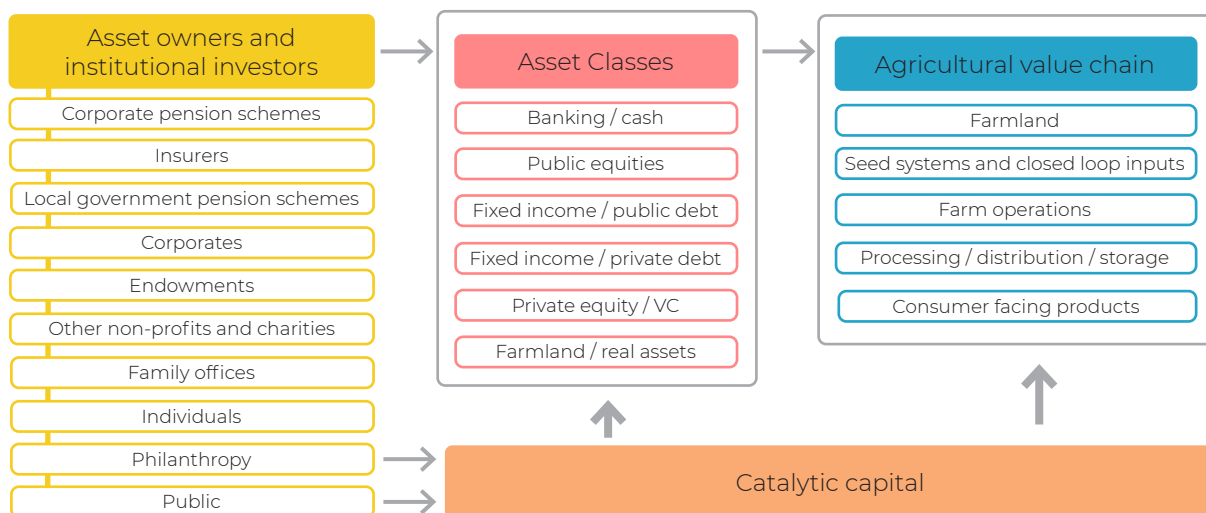 Asset owners and
institutional investors
Corporate pension schemes
Insurers
Local government pension schemes
Corporates
Endowments
Other non-profits and charities
Family offices
Individuals
Philanthropy
Public
Asset Classes
Banking / cash
Public equities
Fixed income / public debt
Fixed income / private debt
Private equity / VC
Farmland / real assets
Agricultural value chain
Farmland
Seed systems and closed loop inputs
Farm operations
Processing / distribution / storage
Consumer facing products
Catalytic capital